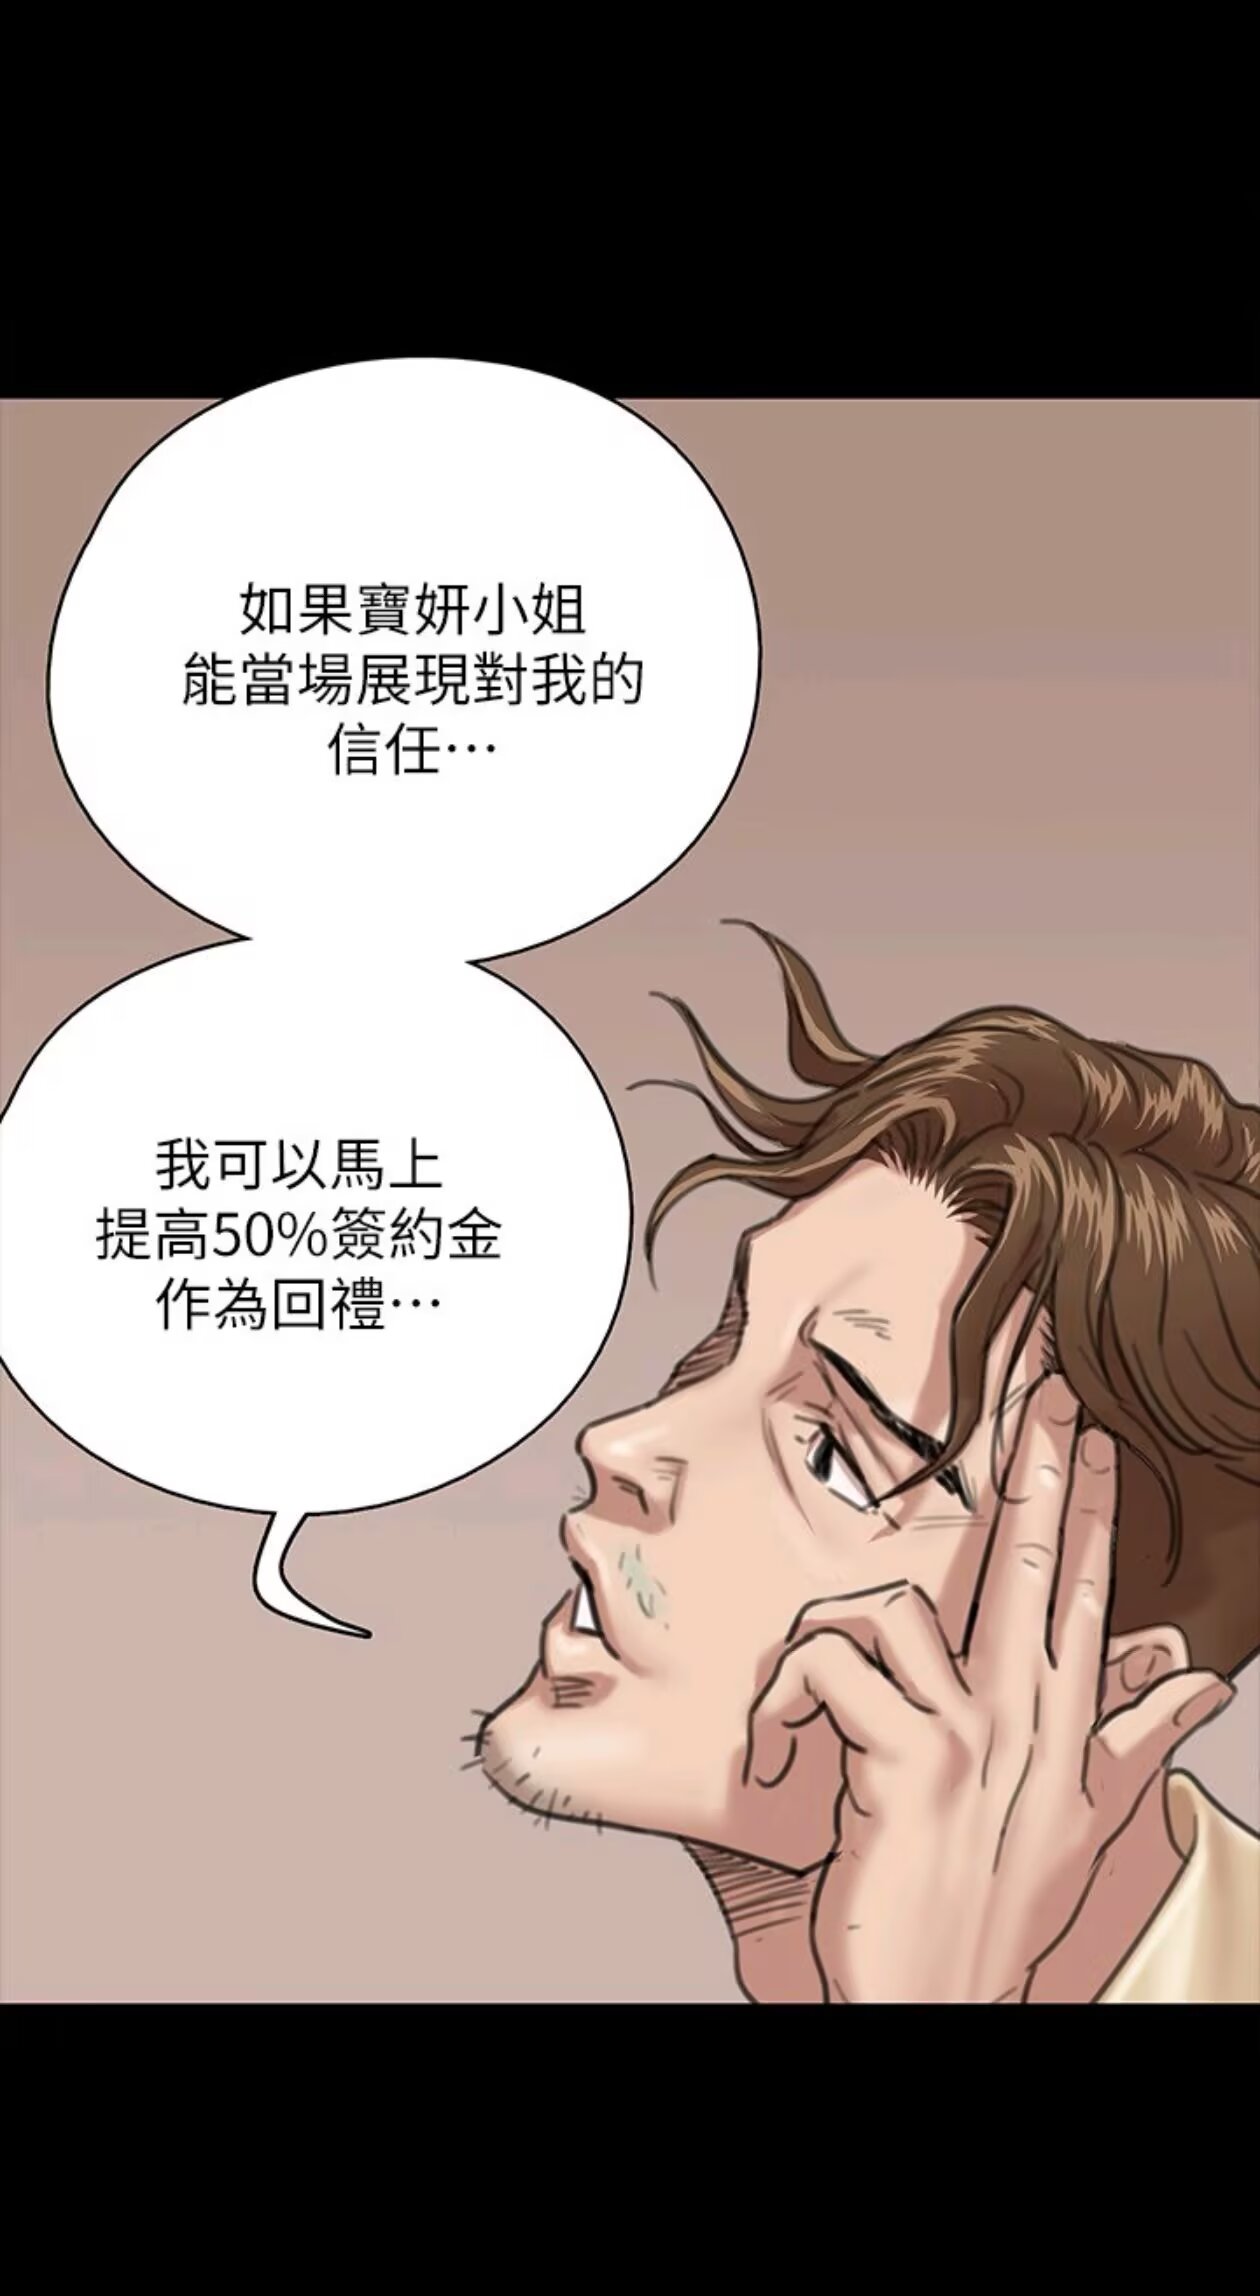 如果寶妍小姐
能當場展現對我的
信任⋯
我可以馬上
提高50%簽約金
作為回禮⋯